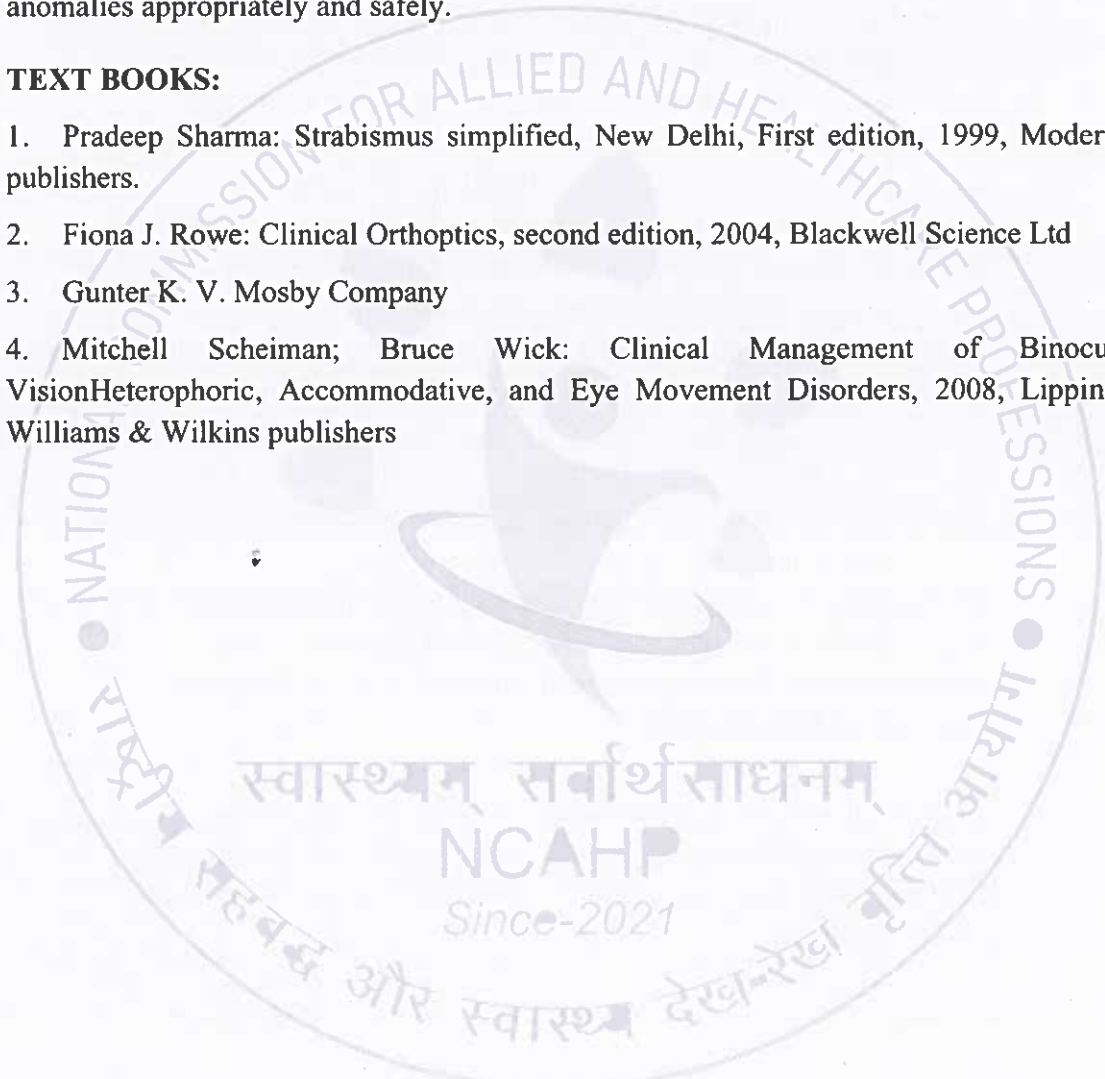 anomalies appropriately and safely.
TEXT BOOKS:
1. Pradeep Sharma: Strabismus simplified, New Delhi, First edition, 1999, Moder
publishers.
2. Fiona J. Rowe: Clinical Orthoptics, second edition, 2004, Blackwell Science Ltd
3. Gunter K. V. Mosby Company
4. Mitchell Scheiman; Bruce Wick: Clinical Management of Binocu
VisionHeterophoric, Accommodative, and Eye Movement Disorders, 2008, Lippin
Williams & Wilkins publishers
NATIONAL COMMISSION FOR ALLIED AND HEALTHCARE PROFESSIONS
स्वास्थ्यम् सर्वार्थसाधनम्
NCAHP
Since-2021
राष्ट्रीय सहबद्ध और स्वास्थ्य देख-रेख वृत्ति आयोग